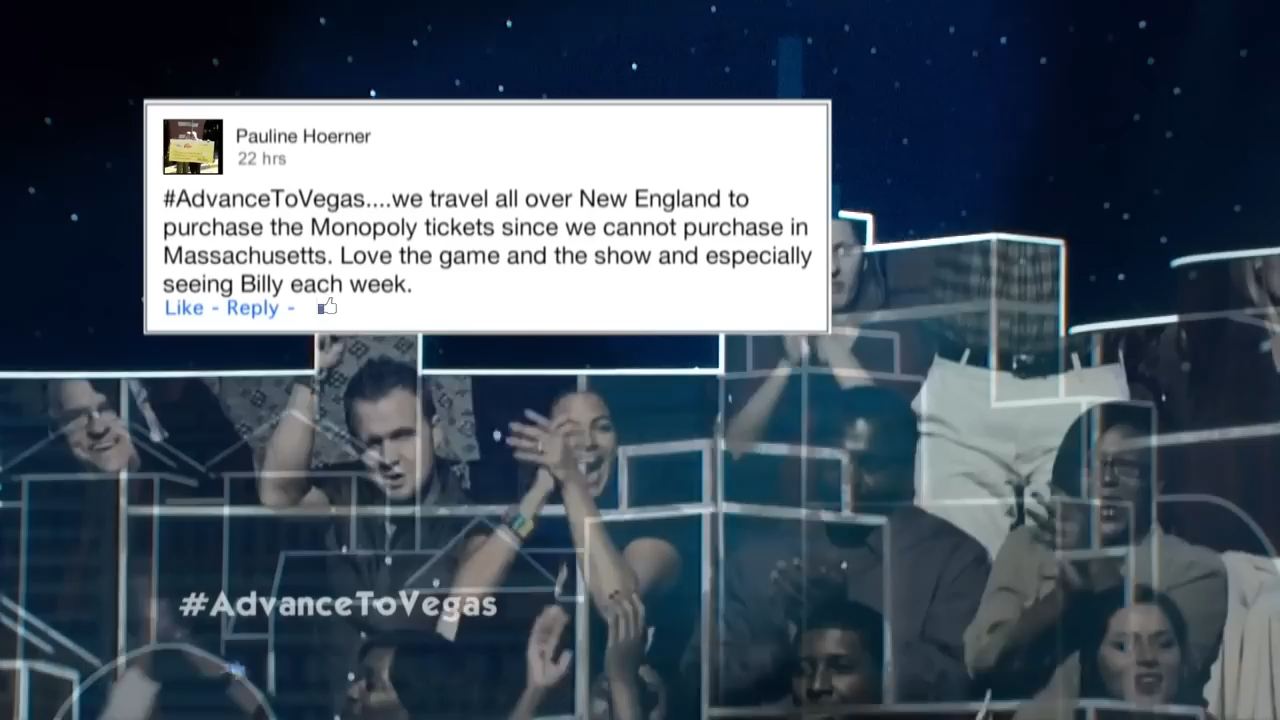 Pauline Hoerner
22 hrs
#AdvanceToVegas....we travel all over New England to
purchase the Monopoly tickets since we cannot purchase in
Massachusetts. Love the game and the show and especially
seeing Billy each week.
Like - Reply -
#AdvanceToVegas